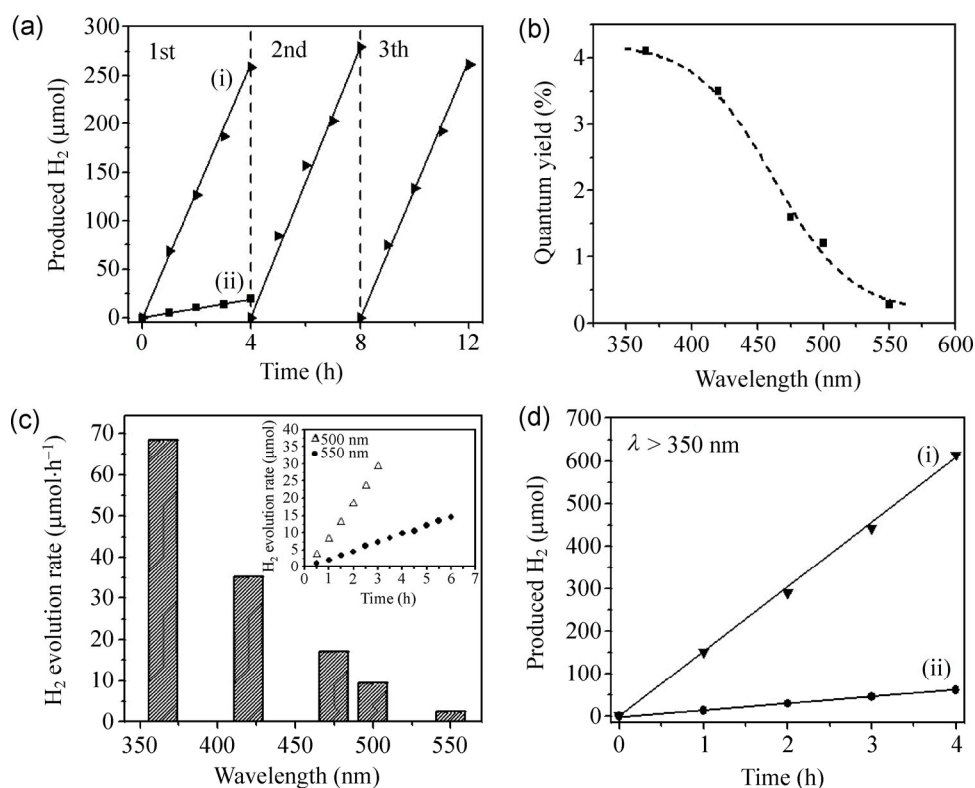 (a)
300
250
200
150
100
50
0
Produced H₂ (μmol)
1st
2nd
3th
(i)
(ii)
0
4
8
12
Time (h)
(b)
4
3
2
1
0
Quantum yield (%)
350
400
450
500
550
600
Wavelength (nm)
(c)
70
60
50
40
30
20
10
0
H₂ evolution rate (μmol·h⁻¹)
350
400
450
500
550
Wavelength (nm)
40
35
30
25
20
15
10
5
0
H₂ evolution rate (μmol)
500 nm
550 nm
0
1
2
3
4
5
6
7
Time (h)
(d)
700
600
500
400
300
200
100
0
Produced H₂ (μmol)
λ > 350 nm
(i)
(ii)
0
1
2
3
4
Time (h)